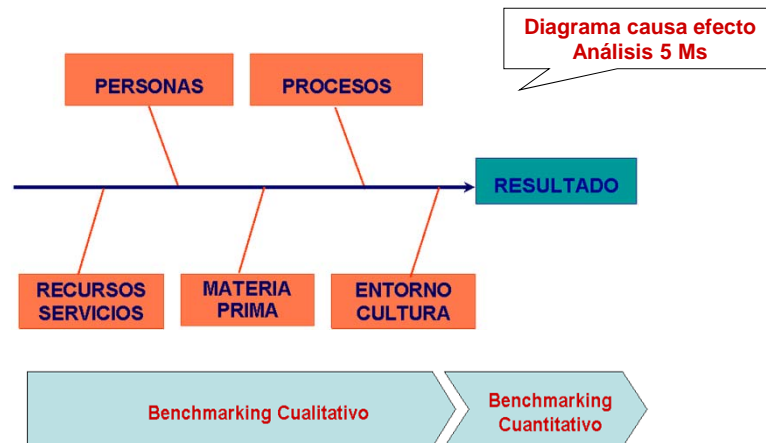 Diagrama causa efecto
Análisis 5 Ms
PERSONAS
PROCESOS
RESULTADO
RECURSOS
SERVICIOS
MATERIA
PRIMA
ENTORNO
CULTURA
Benchmarking Cualitativo
Benchmarking
Cuantitativo